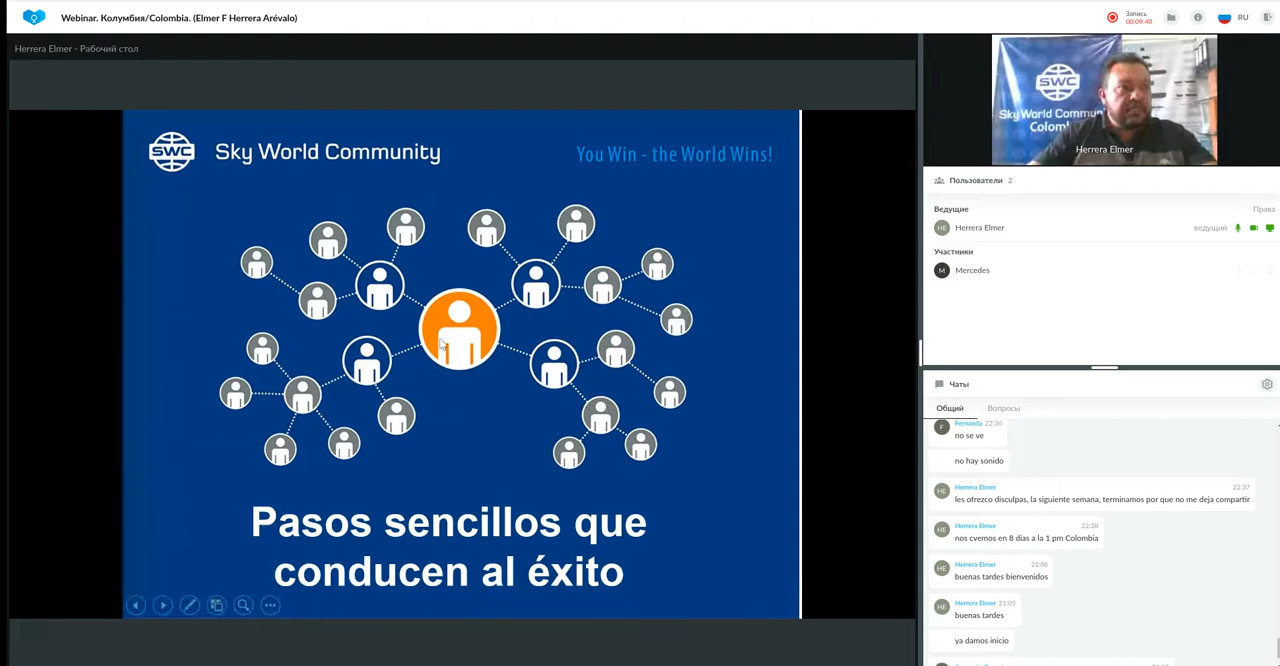 Webinar. Колумбия/Colombia. (Elmer F Herrera Arévalo)
Запись
00:09:40
RU
Herrera Elmer - Рабочий стол
SWC
Sky World Community
You Win - the World Wins!
Pasos sencillos que
conducen al éxito
SWC
Sky World Commun
Colom
Herrera Elmer
Пользователи 2
Ведущие
Права
HE
Herrera Elmer
ведущий
Участники
M
Mercedes
Чаты
Общий
Вопросы
F
Fernanda 22:36
no se ve
no hay sonido
HE
Herrera Elmer
22:37
les ofrezco disculpas, la siguiente semana, terminamos por que no me deja compartir
HE
Herrera Elmer
22:38
nos cvemos en 8 dias a la 1 pm Colombia
HE
Herrera Elmer
21:06
buenas tardes bienvenidos
HE
Herrera Elmer
21:05
buenas tardes
ya damos inicio